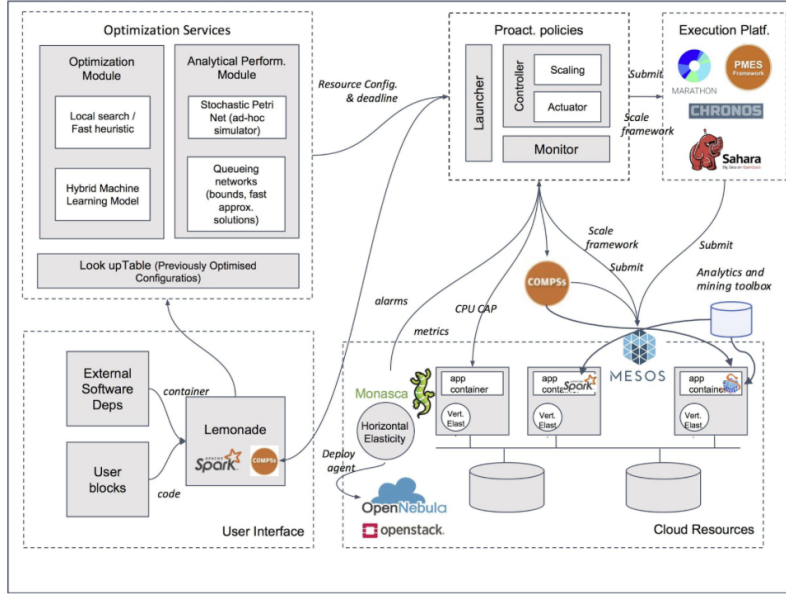 Optimization Services
Optimization
Module
Local search /
Fast heuristic
Hybrid Machine
Learning Model
Analytical Perform.
Module
Stochastic Petri
Net (ad-hoc
simulator)
Queueing
networks
(bounds, fast
approx.
solutions)
Look upTable (Previously Optimised
Configuratios)
Resource Config.
& deadline
Proact. policies
Launcher
Controller
Scaling
Actuator
Monitor
Submit
Scale
framework
Execution Platf.
MARATHON
PMES
Framework
CHRONOS
Sahara
Big Data on OpenStack
External
Software
Deps
User
blocks
container
code
Lemonade
APACHE
Spark
COMPSs
User Interface
alarms
metrics
CPU CAP
Scale
framework
Submit
COMPSs
Submit
Analytics and
mining toolbox
MESOS
Monasca
Horizontal
Elasticity
Deploy
agent
OpenNebula
openstack.
app
container
Vert.
Elast
app
container
Spark
Vert.
Elast
app
container
Vert.
Elast
Cloud Resources